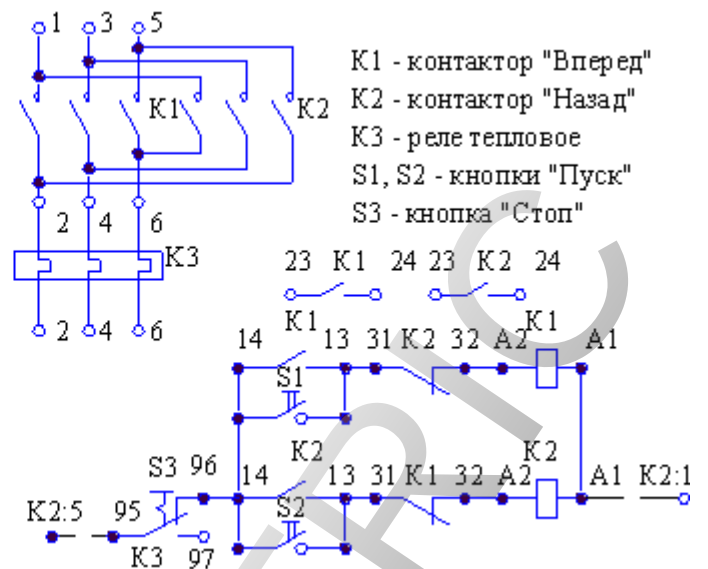 1 3 5
K1 - контактор "Вперед"
K1 K2
K2 - контактор "Назад"
K3 - реле тепловое
S1, S2 - кнопки "Пуск"
2 4 6
S3 - кнопка "Стоп"
K3
23 K1 24 23 K2 24
2 4 6
K1 K1
14 13 31 K2 32 A2 A1
S1
K2 K2
S3 96 14 13 31 K1 32 A2 A1 K2:1
K2:5 95 S2
K3 97
TRIC